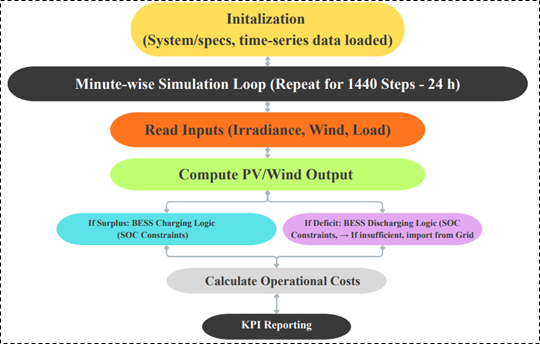 Initalization
(System/specs, time-series data loaded)
Minute-wise Simulation Loop (Repeat for 1440 Steps - 24 h)
Read Inputs (Irradiance, Wind, Load)
Compute PV/Wind Output
If Surplus: BESS Charging Logic
(SOC Constraints)
If Deficit: BESS Discharging Logic (SOC
Constraints, → If insufficient, import from Grid
Calculate Operational Costs
KPI Reporting